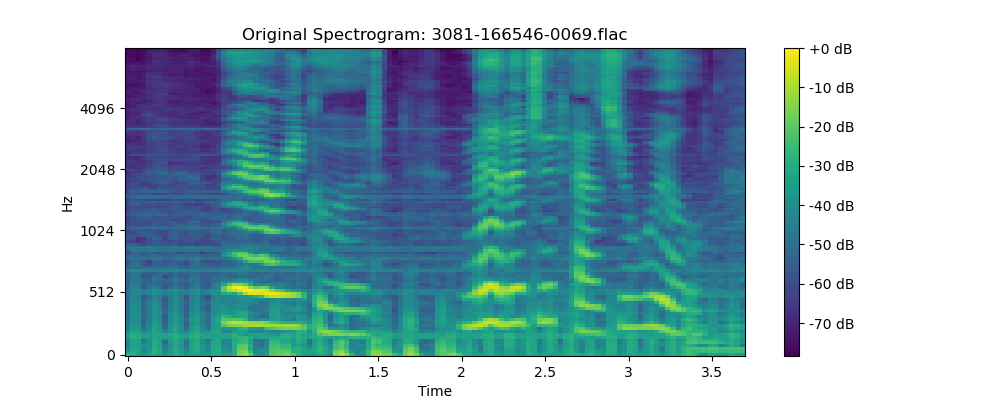 Original Spectrogram: 3081-166546-0069.flac
+0 dB
-10 dB
-20 dB
-30 dB
-40 dB
-50 dB
-60 dB
-70 dB
4096
2048
1024
512
0
Hz
0 0.5 1 1.5 2 2.5 3 3.5
Time